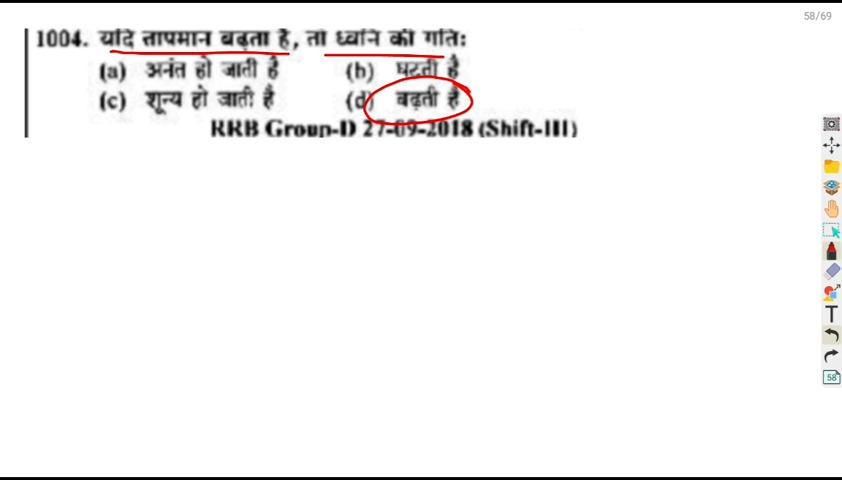 58/69
1004. यदि तापमान बढ़ता है, तो ध्वनि की गति:
(a) अनंत हो जाती है (b) घटती है
(c) शून्य हो जाती है (d) बढ़ती है
RRB Group-D 27-09-2018 (Shift-III)
T
58